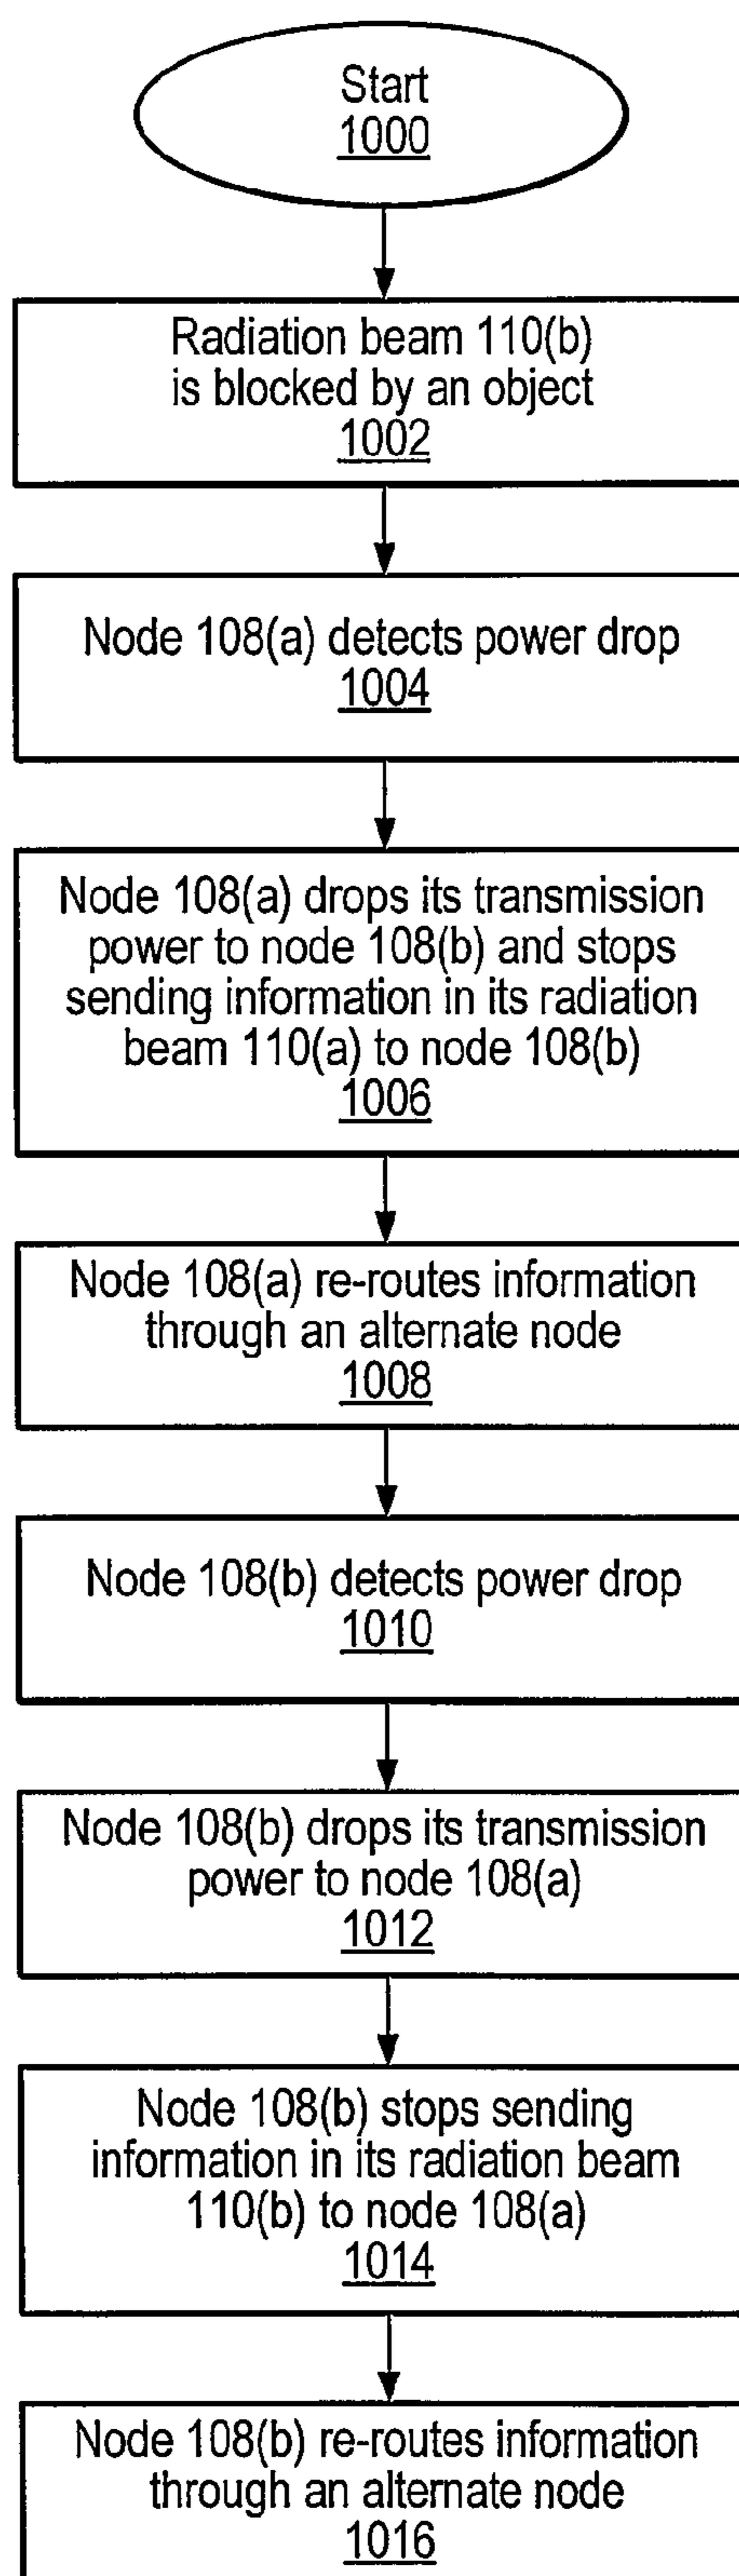 Start
1000
Radiation beam 110(b)
is blocked by an object
1002
Node 108(a) detects power drop
1004
Node 108(a) drops its transmission
power to node 108(b) and stops
sending information in its radiation
beam 110(a) to node 108(b)
1006
Node 108(a) re-routes information
through an alternate node
1008
Node 108(b) detects power drop
1010
Node 108(b) drops its transmission
power to node 108(a)
1012
Node 108(b) stops sending
information in its radiation beam
110(b) to node 108(a)
1014
Node 108(b) re-routes information
through an alternate node
1016